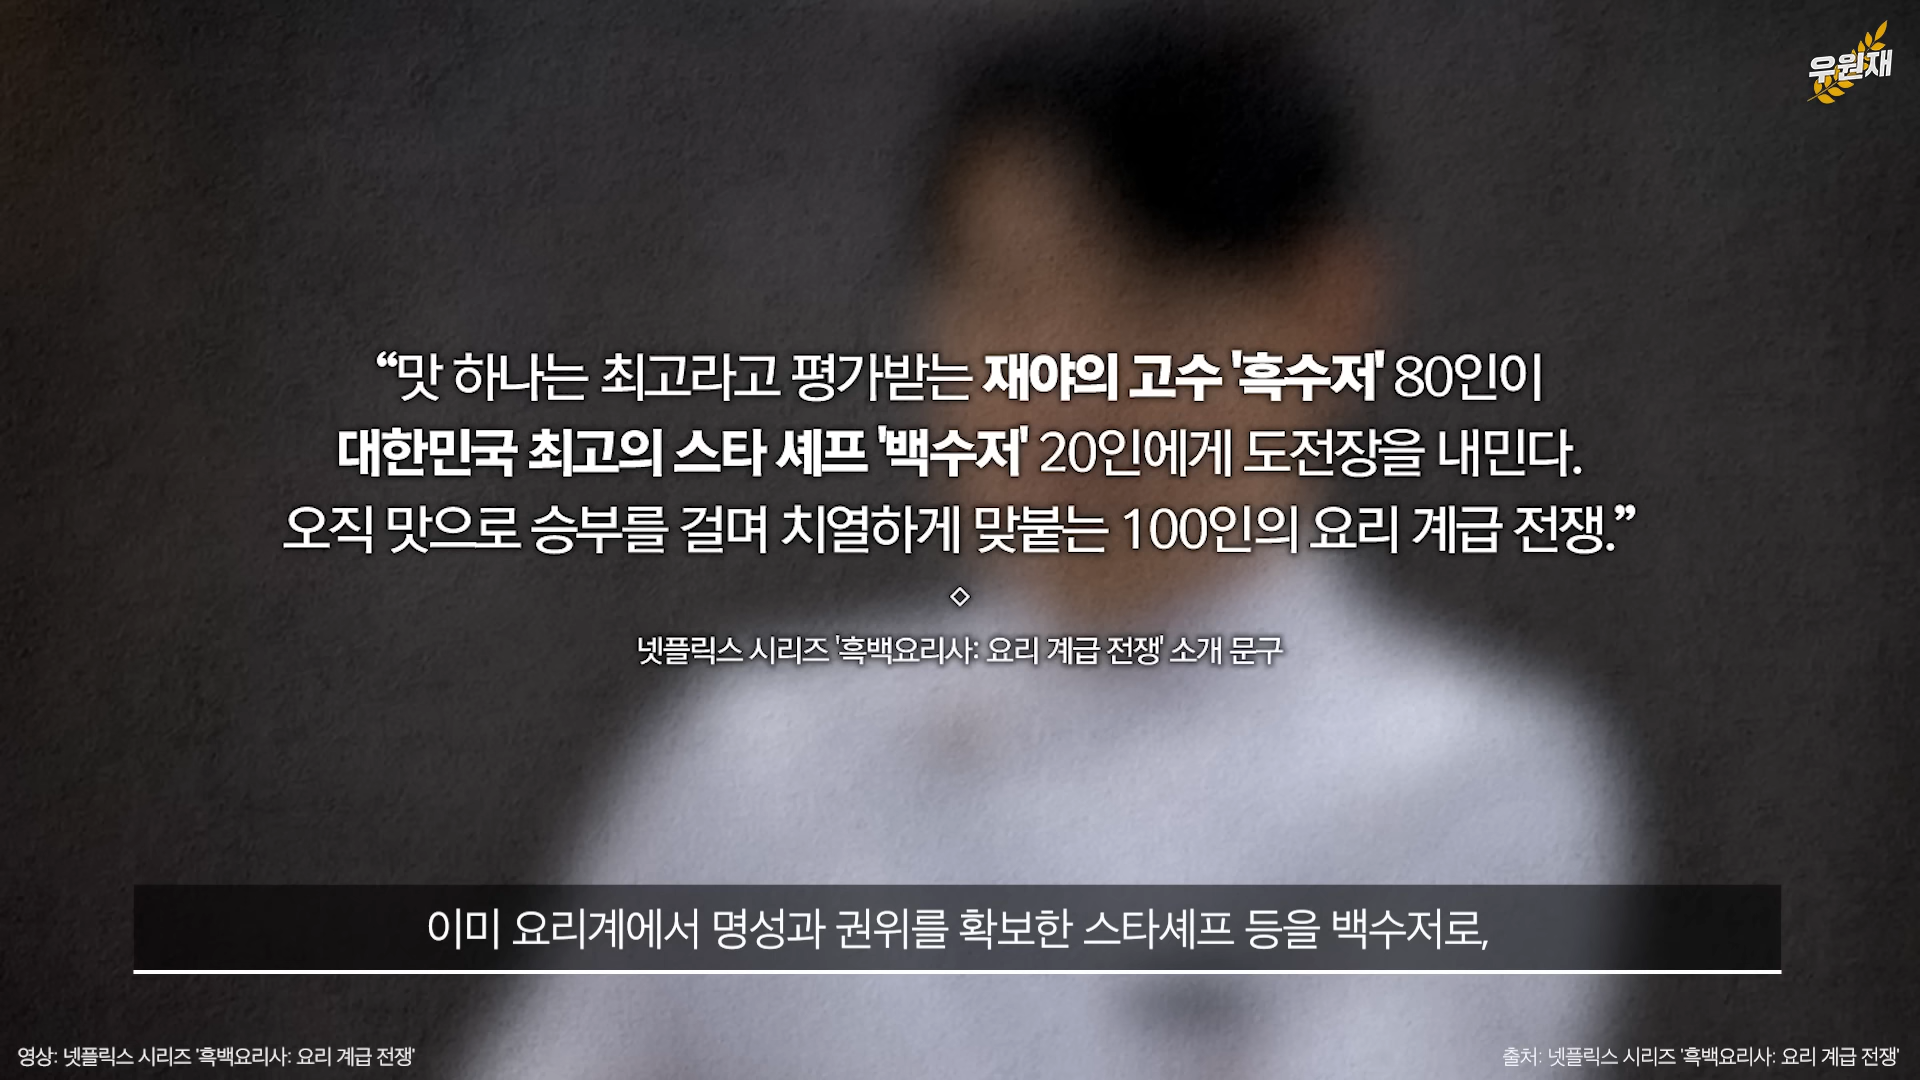 우원재
“맛 하나는 최고라고 평가받는 재야의 고수 '흑수저' 80인이
대한민국 최고의 스타 셰프 '백수저' 20인에게 도전장을 내민다.
오직 맛으로 승부를 걸며 치열하게 맞붙는 100인의 요리 계급 전쟁.”
넷플릭스 시리즈 '흑백요리사: 요리 계급 전쟁' 소개 문구
이미 요리계에서 명성과 권위를 확보한 스타셰프 등을 백수저로,
영상: 넷플릭스 시리즈 '흑백요리사: 요리 계급 전쟁'
출처: 넷플릭스 시리즈 '흑백요리사: 요리 계급 전쟁'